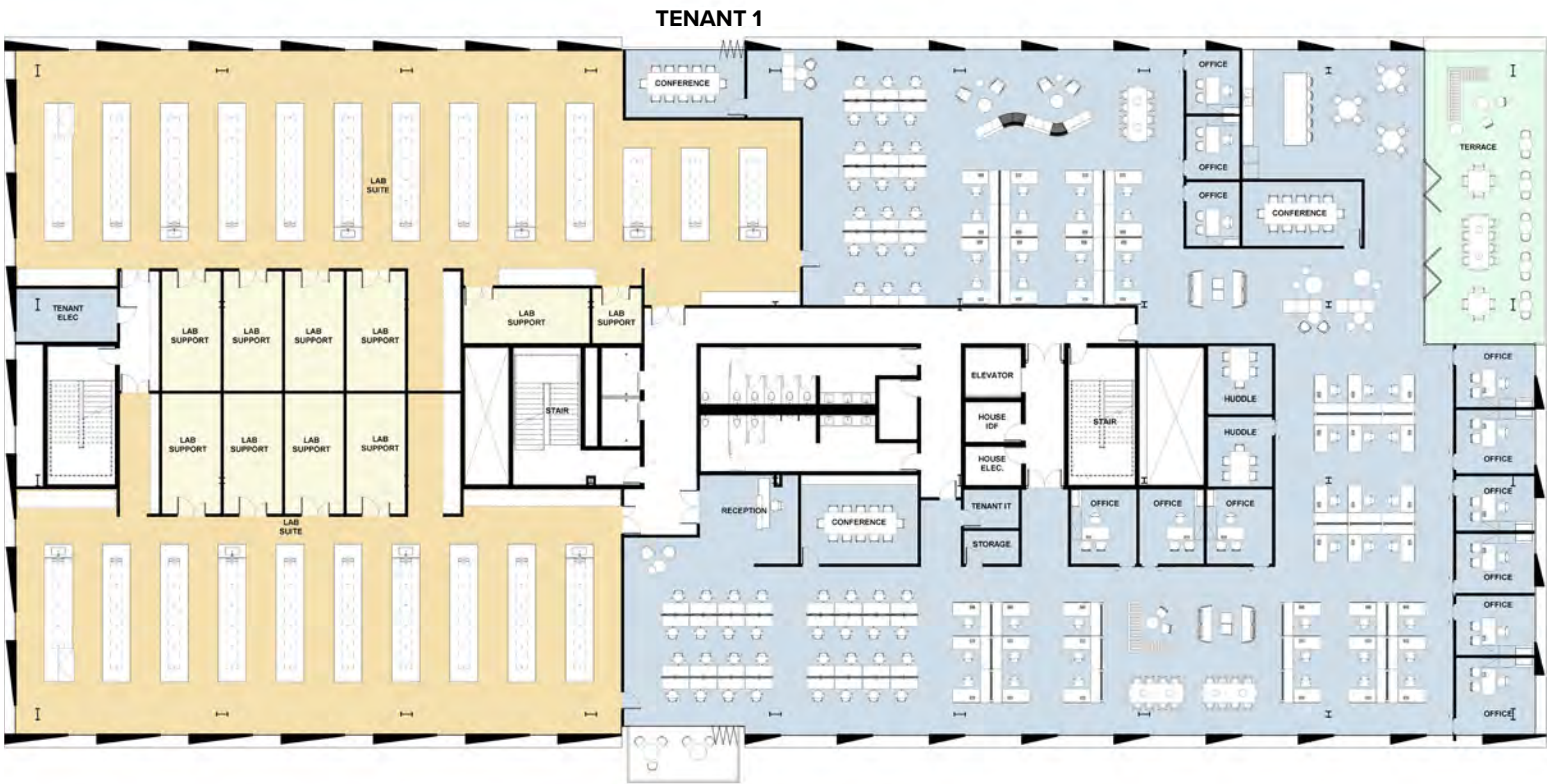 TENANT 1
OFFICE
CONFERENCE
TERRACE
OFFICE
LAB
SUITE
OFFICE
CONFERENCE
TENANT
ELEC
LAB
SUPPORT
LAB
SUPPORT
LAB
SUPPORT
LAB
SUPPORT
LAB
SUPPORT
LAB
SUPPORT
OFFICE
ELEVATOR
HUDDLE
STAIR
HOUSE
IDF
STAIR
HUDDLE
LAB
SUPPORT
LAB
SUPPORT
LAB
SUPPORT
LAB
SUPPORT
HOUSE
ELEC.
OFFICE
OFFICE
RECEPTION
CONFERENCE
TENANT IT
OFFICE
OFFICE
OFFICE
LAB
SUITE
STORAGE
OFFICE
OFFICE
OFFICE
OFFICE